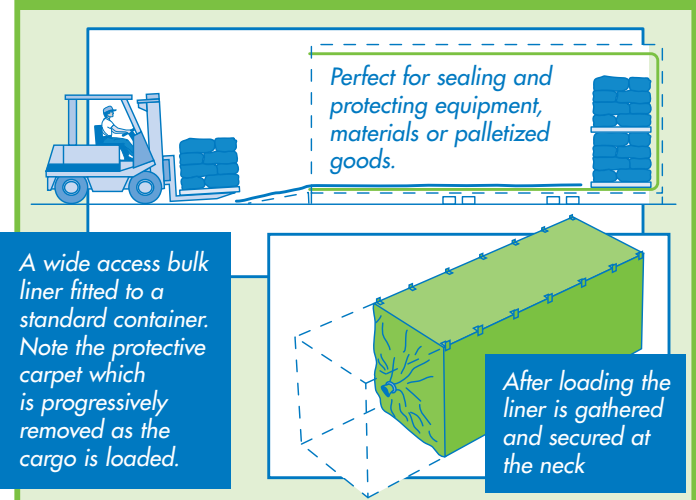 Perfect for sealing and
protecting equipment,
materials or palletized
goods.
A wide access bulk
liner fitted to a
standard container.
Note the protective
carpet which
is progressively
removed as the
cargo is loaded.
After loading the
liner is gathered
and secured at
the neck